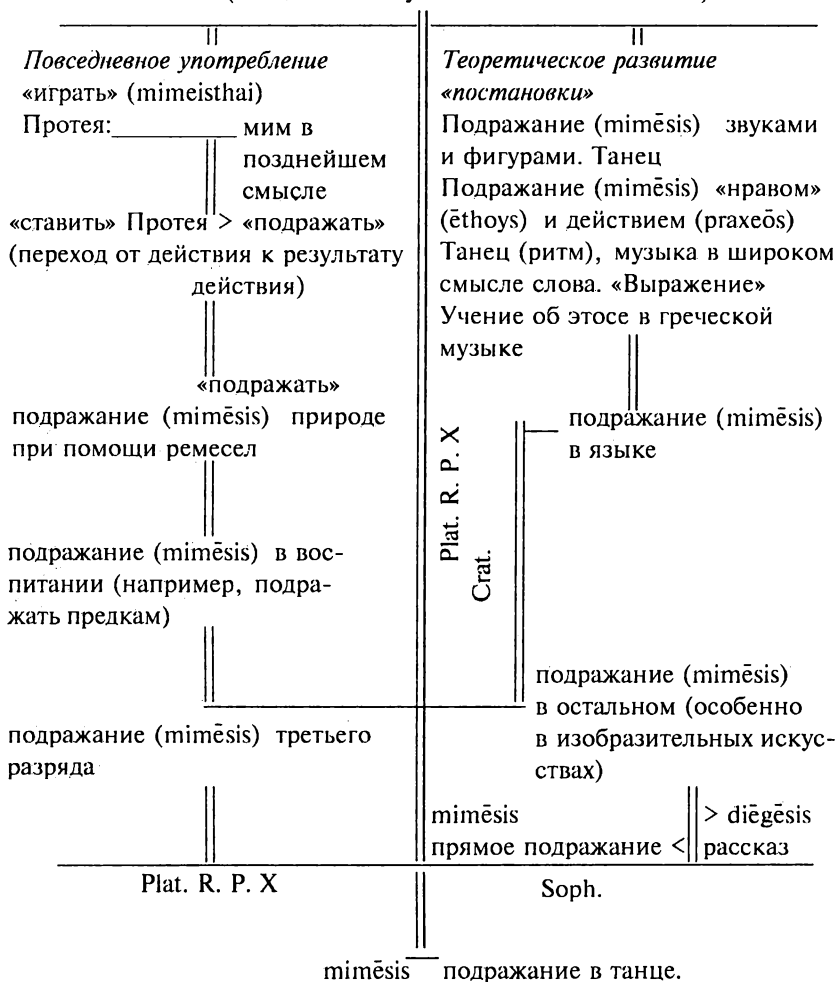 Повседневное употребление
«играть» (mimeisthai)
Протея: мим в
позднейшем
смысле
«ставить» Протея > «подражать»
(переход от действия к результату
действия)
«подражать»
подражание (mimēsis) природе
при помощи ремесел
подражание (mimēsis) в вос-
питании (например, подра-
жать предкам)
подражание (mimēsis) третьего
разряда
Plat. R. P. X
Теоретическое развитие
«постановки»
Подражание (mimēsis) звуками
и фигурами. Танец
Подражание (mimēsis) «нравом»
(ēthoys) и действием (praxeōs)
Танец (ритм), музыка в широком
смысле слова. «Выражение»
Учение об этосе в греческой
музыке
подражание (mimēsis)
в языке
Plat. R. P. X
Crat.
подражание (mimēsis)
в остальном (особенно
в изобразительных искус-
ствах)
mimēsis > diēgēsis
прямое подражание < рассказ
Soph.
mimēsis — подражание в танце.